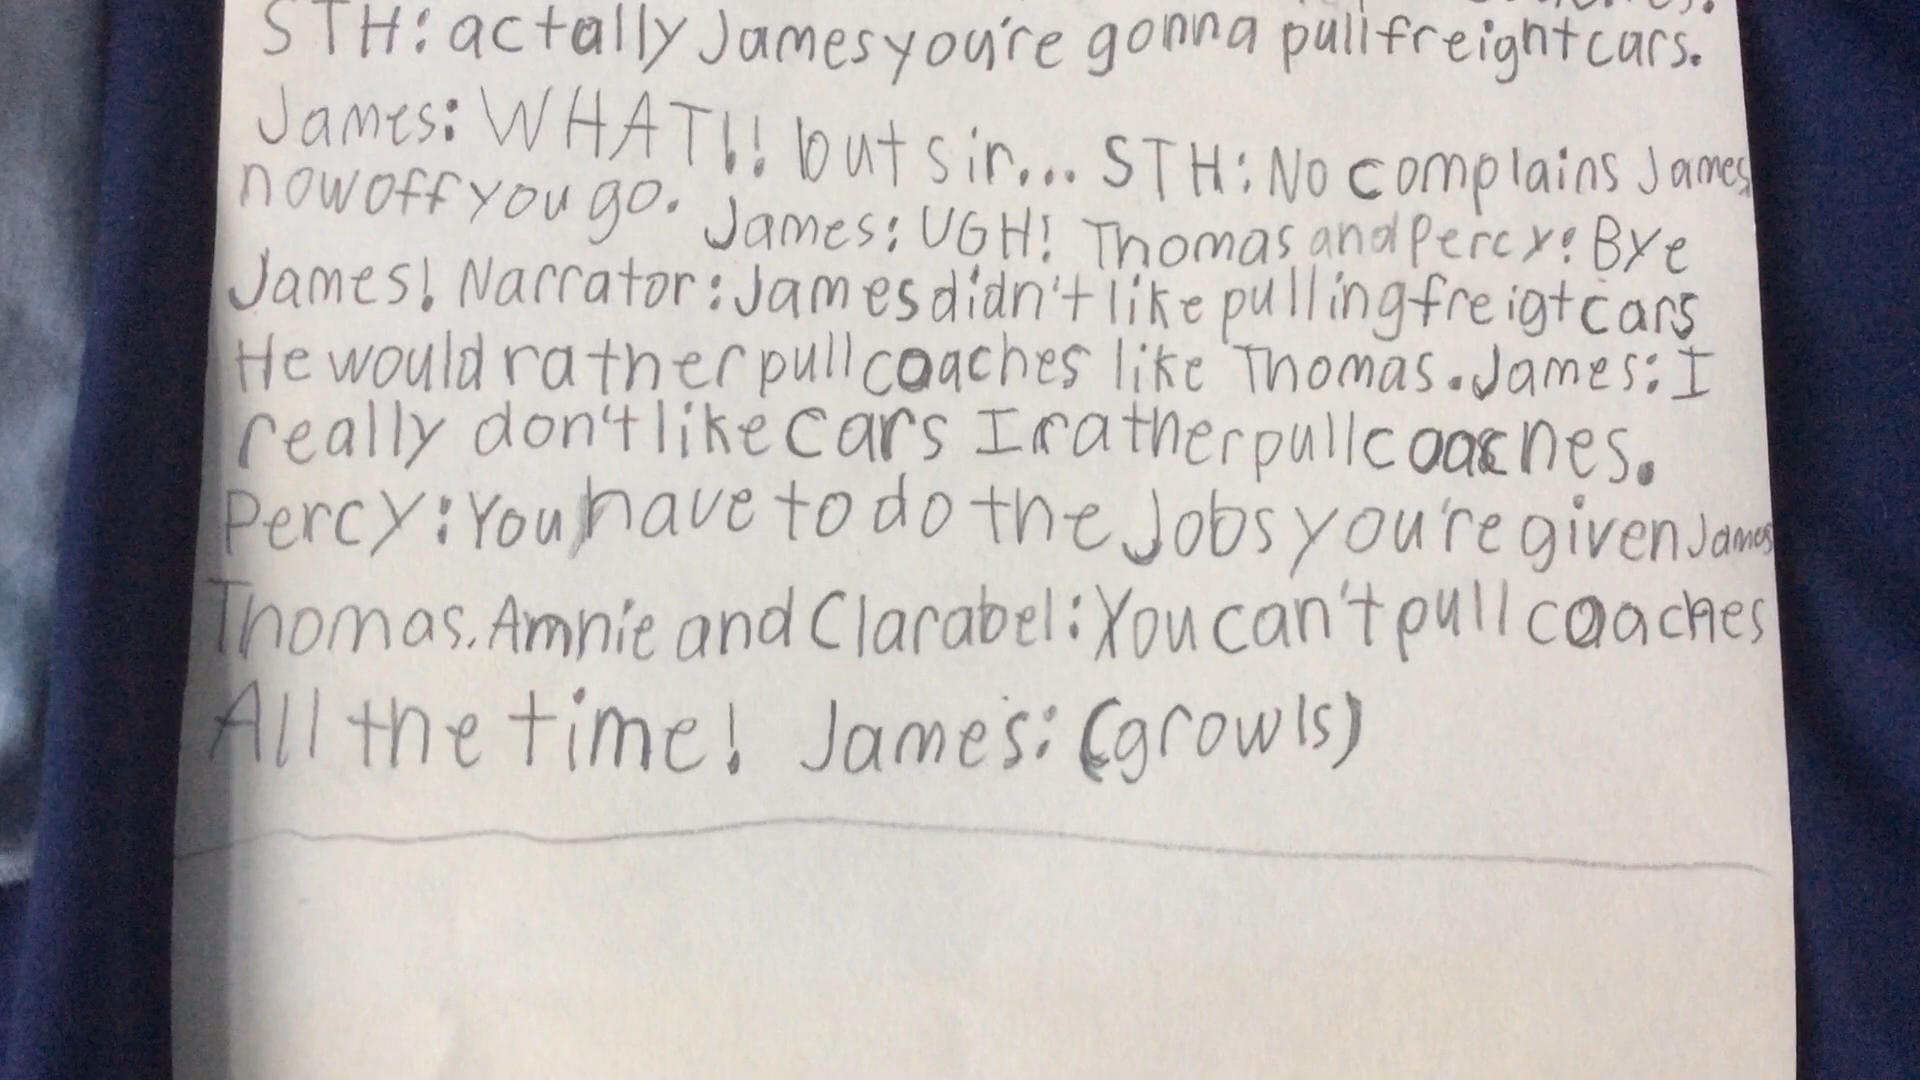 STH: actally James you're gonna pull freight cars.
James: WHAT!! but sir... STH: No complains James
now off you go. James: UGH! Thomas and Percy: Bye
James! Narrator: James didn't like pulling freigt cars
He would rather pull coaches like Thomas. James: I
really don't like cars I rather pull coaches.
Percy: You have to do the Jobs you're given James
Thomas, Annie and Clarabel: You can't pull coaches
All the time! James: (growls)